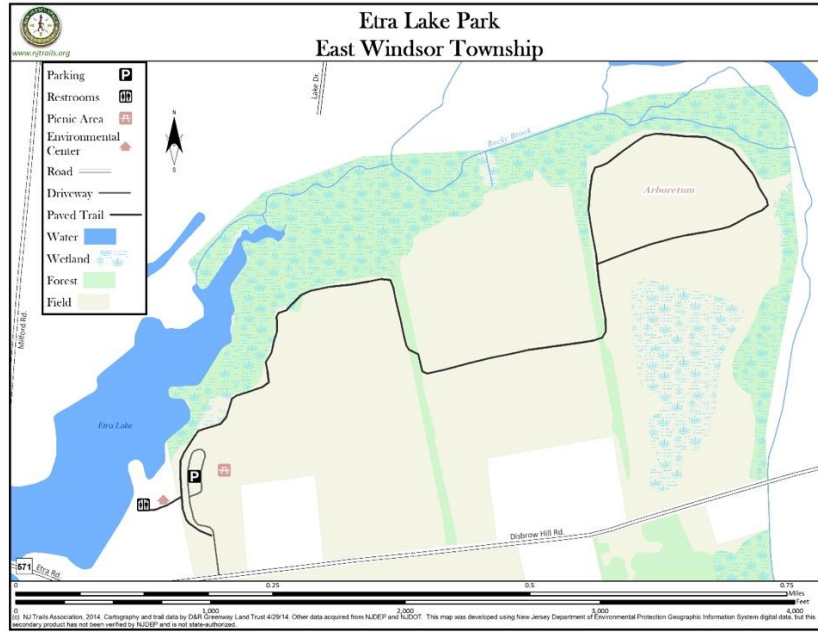 Etra Lake Park
East Windsor Township
www.njtrails.org
Parking
P
Restrooms
Picnic Area
Environmental
Center
Road
Driveway
Paved Trail
Water
Wetland
Forest
Field
N
S
Lake Dr.
Rocky Brook
Arboretum
Milford Rd.
Etra Lake
P
Disbrow Hill Rd.
571
Etra Rd.
0 0.25 0.5 0.75
Miles
Feet
0 1,000 2,000 3,000 4,000
(c) NJ Trails Association, 2014. Cartography and trail data by D&R Greenway Land Trust 4/29/14. Other data acquired from NJDEP and NJDOT. This map was developed using New Jersey Department of Environmental Protection Geographic Information System digital data, but this
secondary product has not been verified by NJDEP and is not state-authorized.